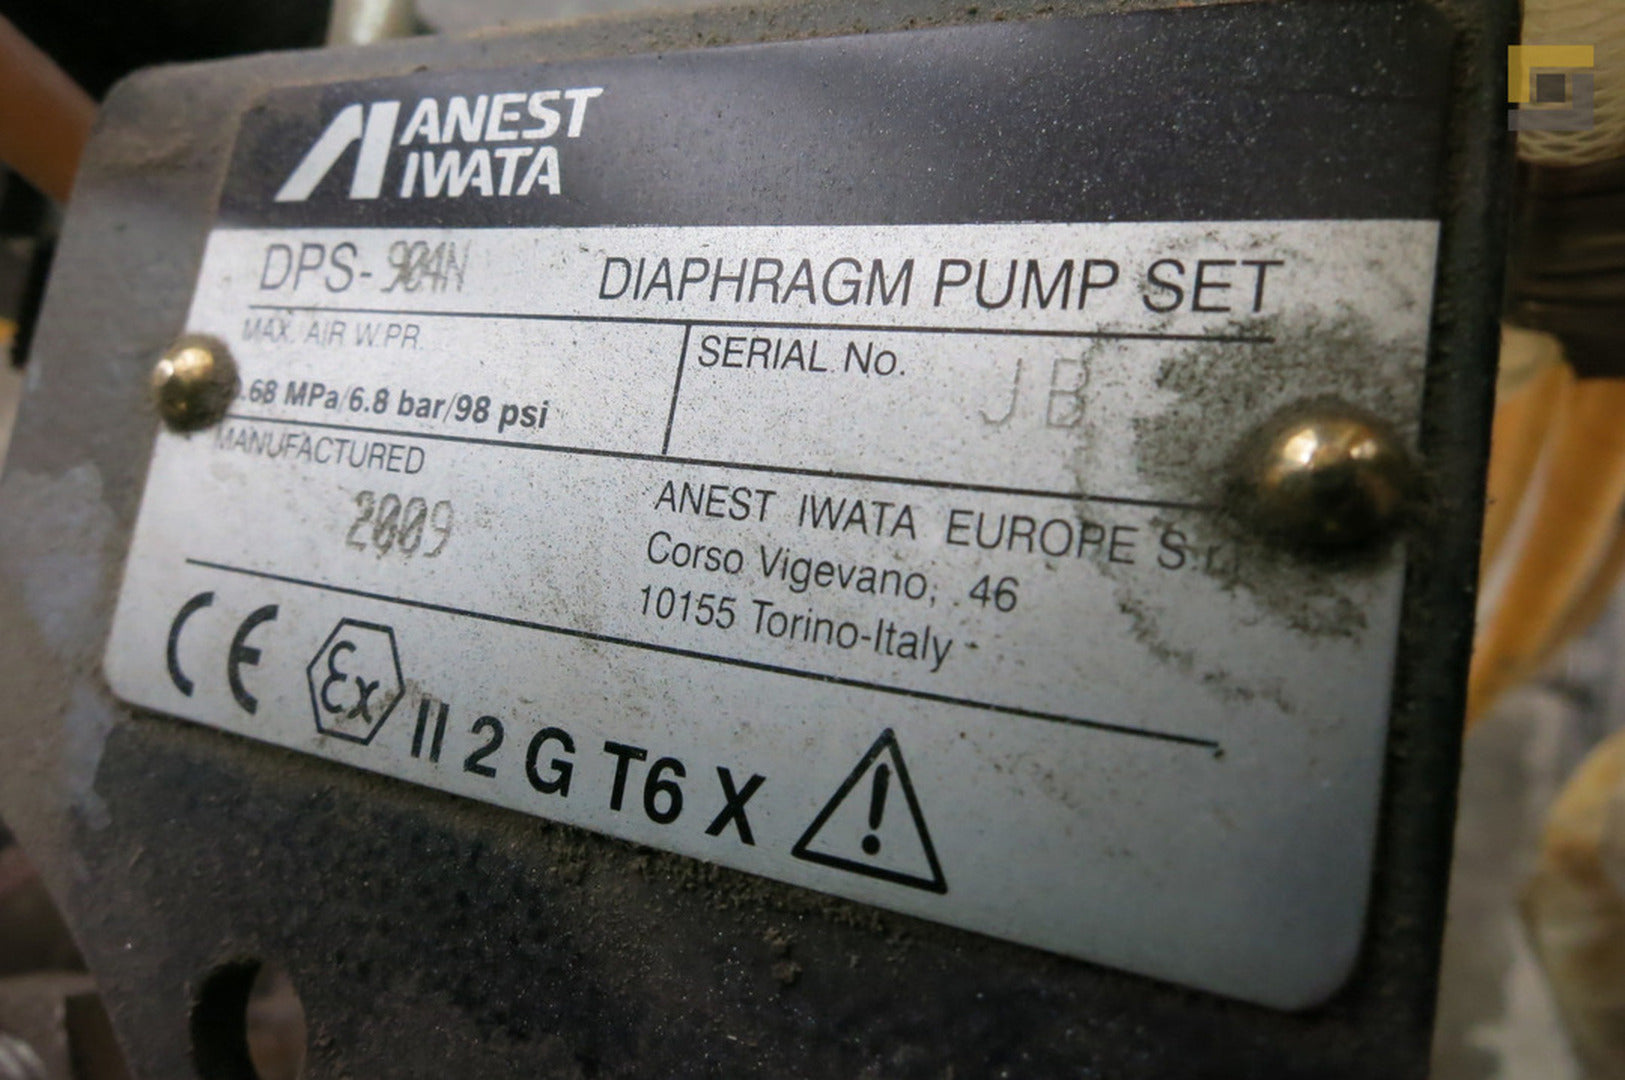 ANEST
IWATA
DPS-904N DIAPHRAGM PUMP SET
MAX. AIR W.PR.
.68 MPa/6.8 bar/98 psi
SERIAL No. JB
MANUFACTURED
2009
ANEST IWATA EUROPE S.r.l.
Corso Vigevano, 46
10155 Torino-Italy
CE Ex II 2 G T6 X